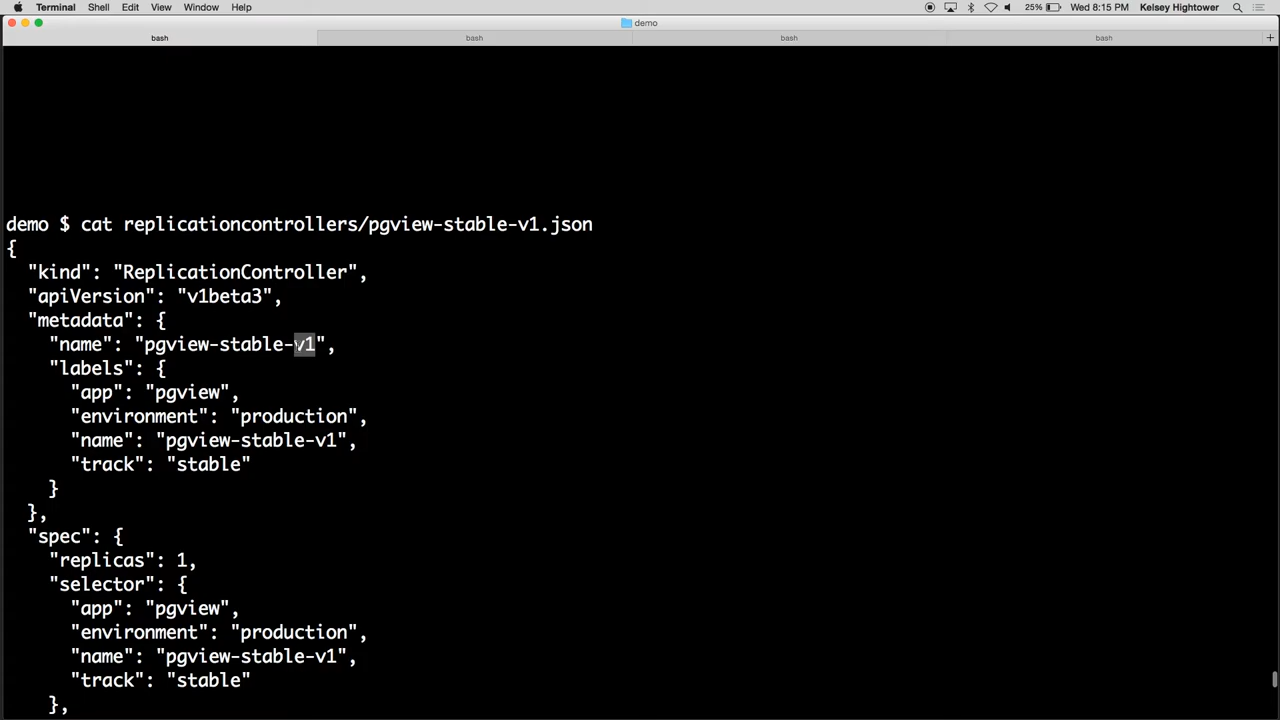 Terminal Shell Edit View Window Help 25% Wed 8:15 PM Kelsey Hightower
demo
bash bash bash bash +
demo $ cat replicationcontrollers/pgview-stable-v1.json
{
  "kind": "ReplicationController",
  "apiVersion": "v1beta3",
  "metadata": {
    "name": "pgview-stable-v1",
    "labels": {
      "app": "pgview",
      "environment": "production",
      "name": "pgview-stable-v1",
      "track": "stable"
    }
  },
  "spec": {
    "replicas": 1,
    "selector": {
      "app": "pgview",
      "environment": "production",
      "name": "pgview-stable-v1",
      "track": "stable"
    },